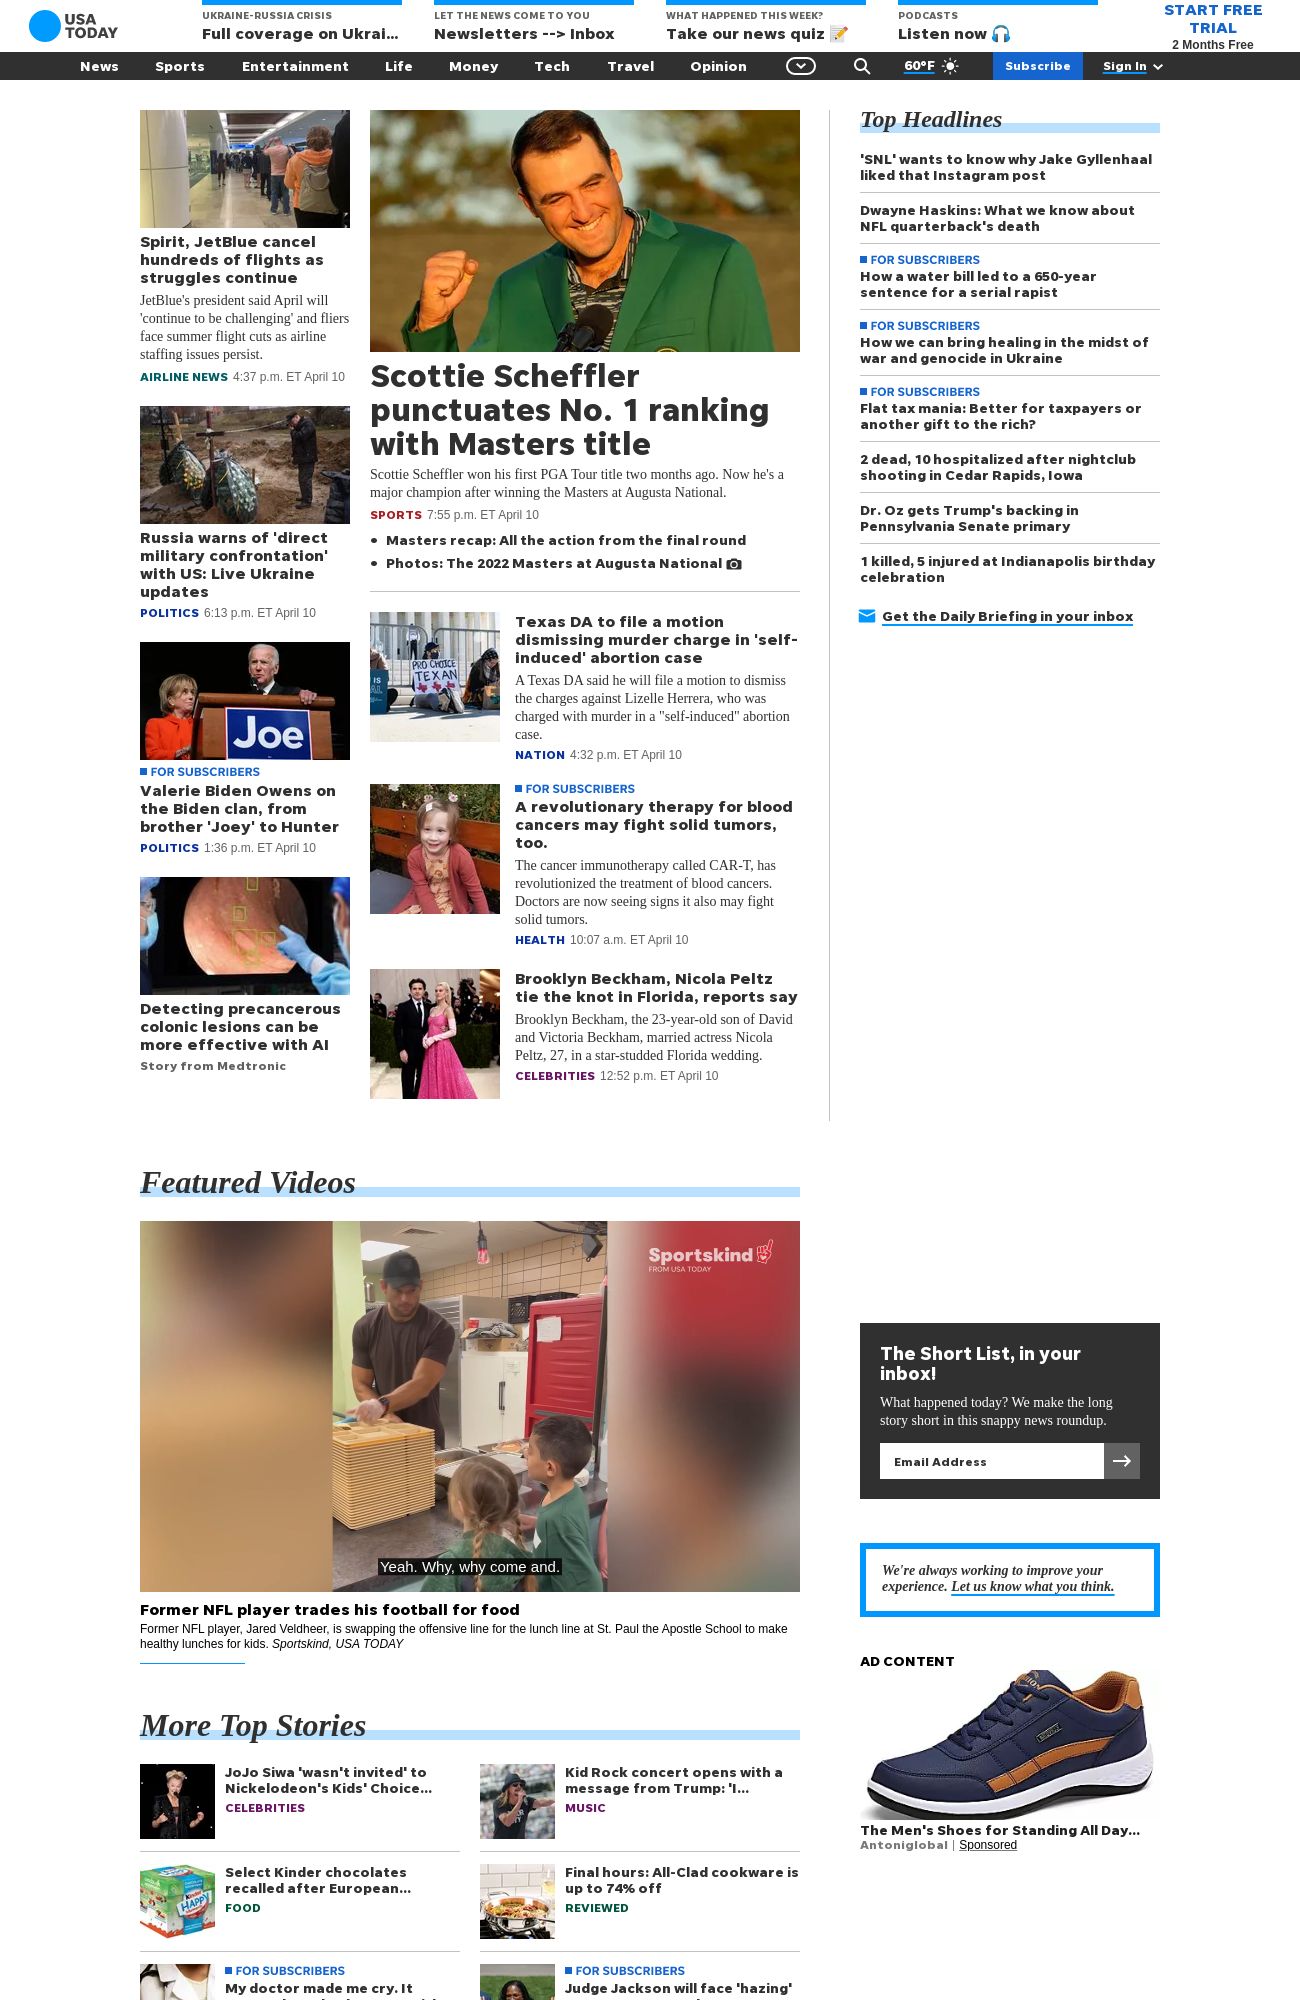 USA
TODAY
UKRAINE-RUSSIA CRISIS
Full coverage on Ukrai...
LET THE NEWS COME TO YOU
Newsletters --> Inbox
WHAT HAPPENED THIS WEEK?
Take our news quiz 📝
PODCASTS
Listen now 🎧
START FREE
TRIAL
2 Months Free
News Sports Entertainment Life Money Tech Travel Opinion 60°F Subscribe Sign In
Spirit, JetBlue cancel
hundreds of flights as
struggles continue
JetBlue's president said April will
'continue to be challenging' and fliers
face summer flight cuts as airline
staffing issues persist.
AIRLINE NEWS 4:37 p.m. ET April 10
Russia warns of 'direct
military confrontation'
with US: Live Ukraine
updates
POLITICS 6:13 p.m. ET April 10
Joe
FOR SUBSCRIBERS
Valerie Biden Owens on
the Biden clan, from
brother 'Joey' to Hunter
POLITICS 1:36 p.m. ET April 10
Detecting precancerous
colonic lesions can be
more effective with AI
Story from Medtronic
Scottie Scheffler
punctuates No. 1 ranking
with Masters title
Scottie Scheffler won his first PGA Tour title two months ago. Now he's a
major champion after winning the Masters at Augusta National.
SPORTS 7:55 p.m. ET April 10
• Masters recap: All the action from the final round
• Photos: The 2022 Masters at Augusta National
PRO CHOICE
TEXAN
Texas DA to file a motion
dismissing murder charge in 'self-
induced' abortion case
A Texas DA said he will file a motion to dismiss
the charges against Lizelle Herrera, who was
charged with murder in a "self-induced" abortion
case.
NATION 4:32 p.m. ET April 10
FOR SUBSCRIBERS
A revolutionary therapy for blood
cancers may fight solid tumors,
too.
The cancer immunotherapy called CAR-T, has
revolutionized the treatment of blood cancers.
Doctors are now seeing signs it also may fight
solid tumors.
HEALTH 10:07 a.m. ET April 10
Brooklyn Beckham, Nicola Peltz
tie the knot in Florida, reports say
Brooklyn Beckham, the 23-year-old son of David
and Victoria Beckham, married actress Nicola
Peltz, 27, in a star-studded Florida wedding.
CELEBRITIES 12:52 p.m. ET April 10
Top Headlines
'SNL' wants to know why Jake Gyllenhaal
liked that Instagram post
Dwayne Haskins: What we know about
NFL quarterback's death
FOR SUBSCRIBERS
How a water bill led to a 650-year
sentence for a serial rapist
FOR SUBSCRIBERS
How we can bring healing in the midst of
war and genocide in Ukraine
FOR SUBSCRIBERS
Flat tax mania: Better for taxpayers or
another gift to the rich?
2 dead, 10 hospitalized after nightclub
shooting in Cedar Rapids, Iowa
Dr. Oz gets Trump's backing in
Pennsylvania Senate primary
1 killed, 5 injured at Indianapolis birthday
celebration
Get the Daily Briefing in your inbox
Featured Videos
Sportskind
FROM USA TODAY
Yeah. Why, why come and.
Former NFL player trades his football for food
Former NFL player, Jared Veldheer, is swapping the offensive line for the lunch line at St. Paul the Apostle School to make
healthy lunches for kids. Sportskind, USA TODAY
The Short List, in your
inbox!
What happened today? We make the long
story short in this snappy news roundup.
Email Address
We're always working to improve your
experience. Let us know what you think.
AD CONTENT
The Men's Shoes for Standing All Day...
Antoniglobal | Sponsored
More Top Stories
JoJo Siwa 'wasn't invited' to
Nickelodeon's Kids' Choice...
CELEBRITIES
Kid Rock concert opens with a
message from Trump: 'I...
MUSIC
Kinder
HAPPY
Select Kinder chocolates
recalled after European...
FOOD
Final hours: All-Clad cookware is
up to 74% off
REVIEWED
FOR SUBSCRIBERS
My doctor made me cry. It
FOR SUBSCRIBERS
Judge Jackson will face 'hazing'